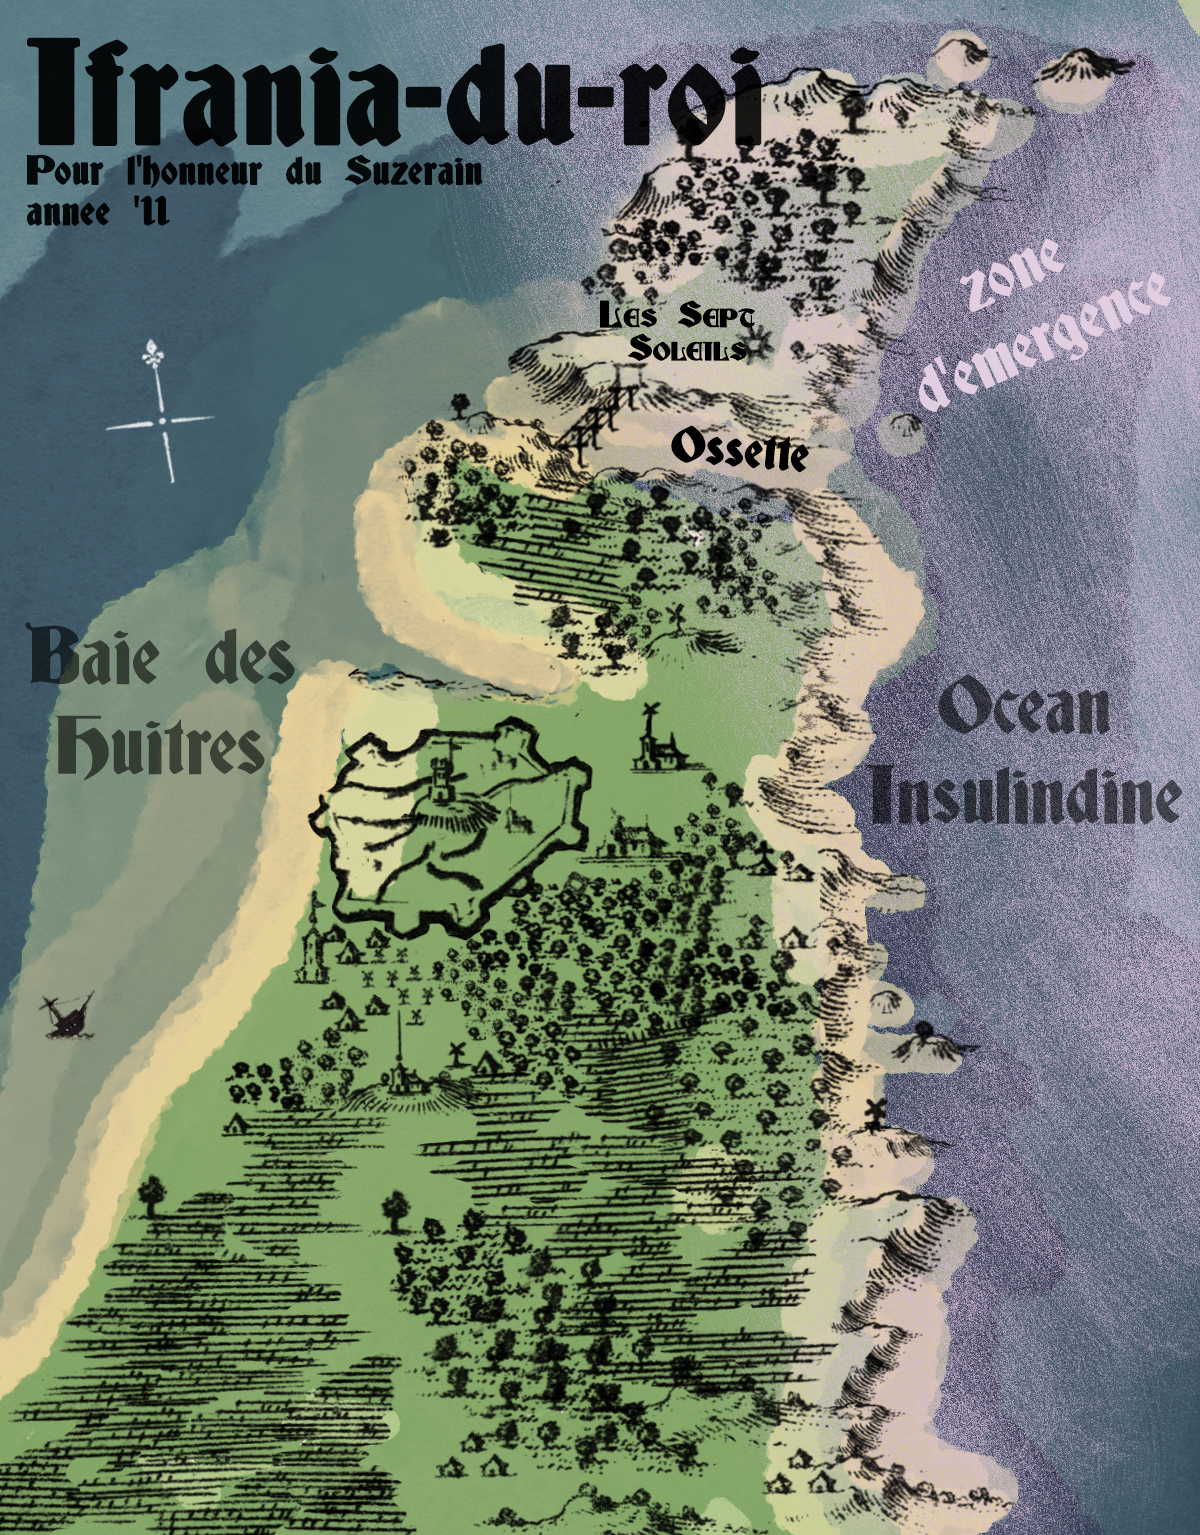 Ifrania-du-roi
Pour l'honneur du Suzerain
annee '11
zone
d'emergence
Les Sept
Soleils
Ossette
Baie des
Huitres
Ocean
Insulindine